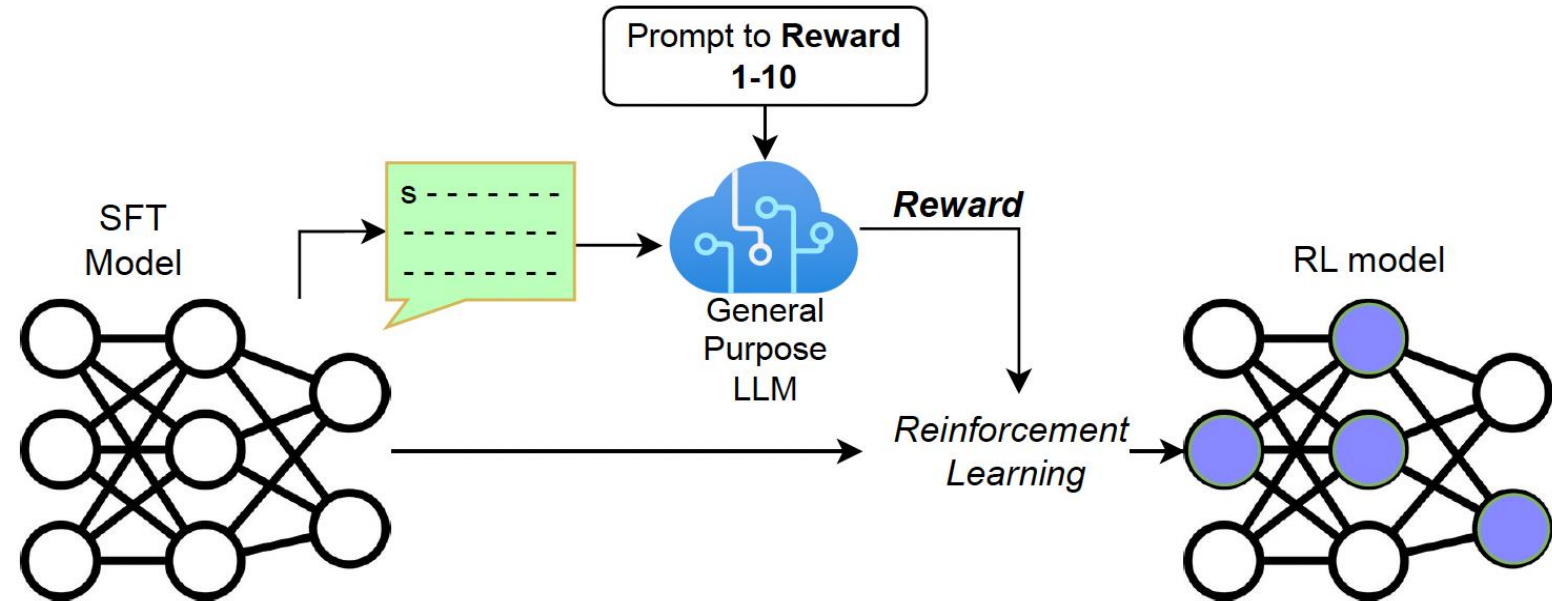 Prompt to Reward
1-10
SFT
Model
s - - - - - - -
- - - - - - - -
- - - - - - - -
General
Purpose
LLM
Reward
Reinforcement
Learning
RL model